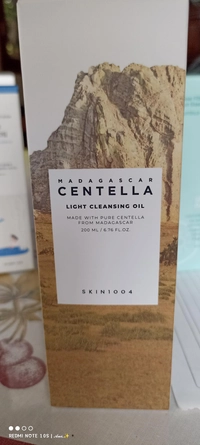 MADAGASCAR
CENTELLA
LIGHT CLEANSING OIL
MADE WITH PURE CENTELLA
FROM MADAGASCAR
200 ML / 6.76 FL.OZ
SKIN1004
REDMI NOTE 10S |